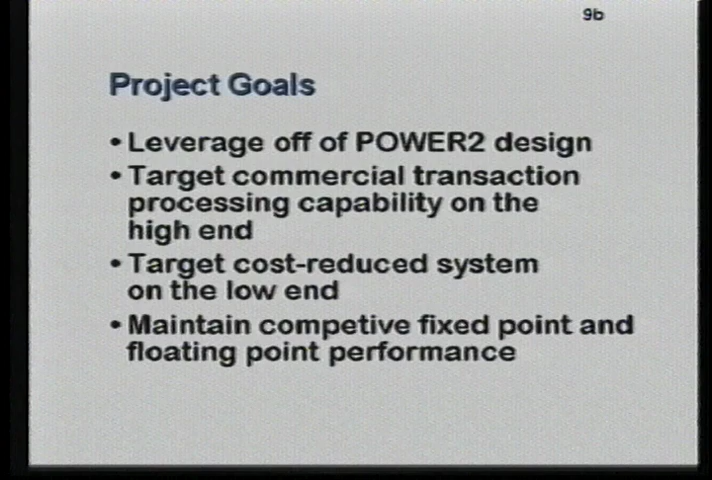 9b
Project Goals
• Leverage off of POWER2 design
• Target commercial transaction
processing capability on the
high end
• Target cost-reduced system
on the low end
• Maintain competive fixed point and
floating point performance